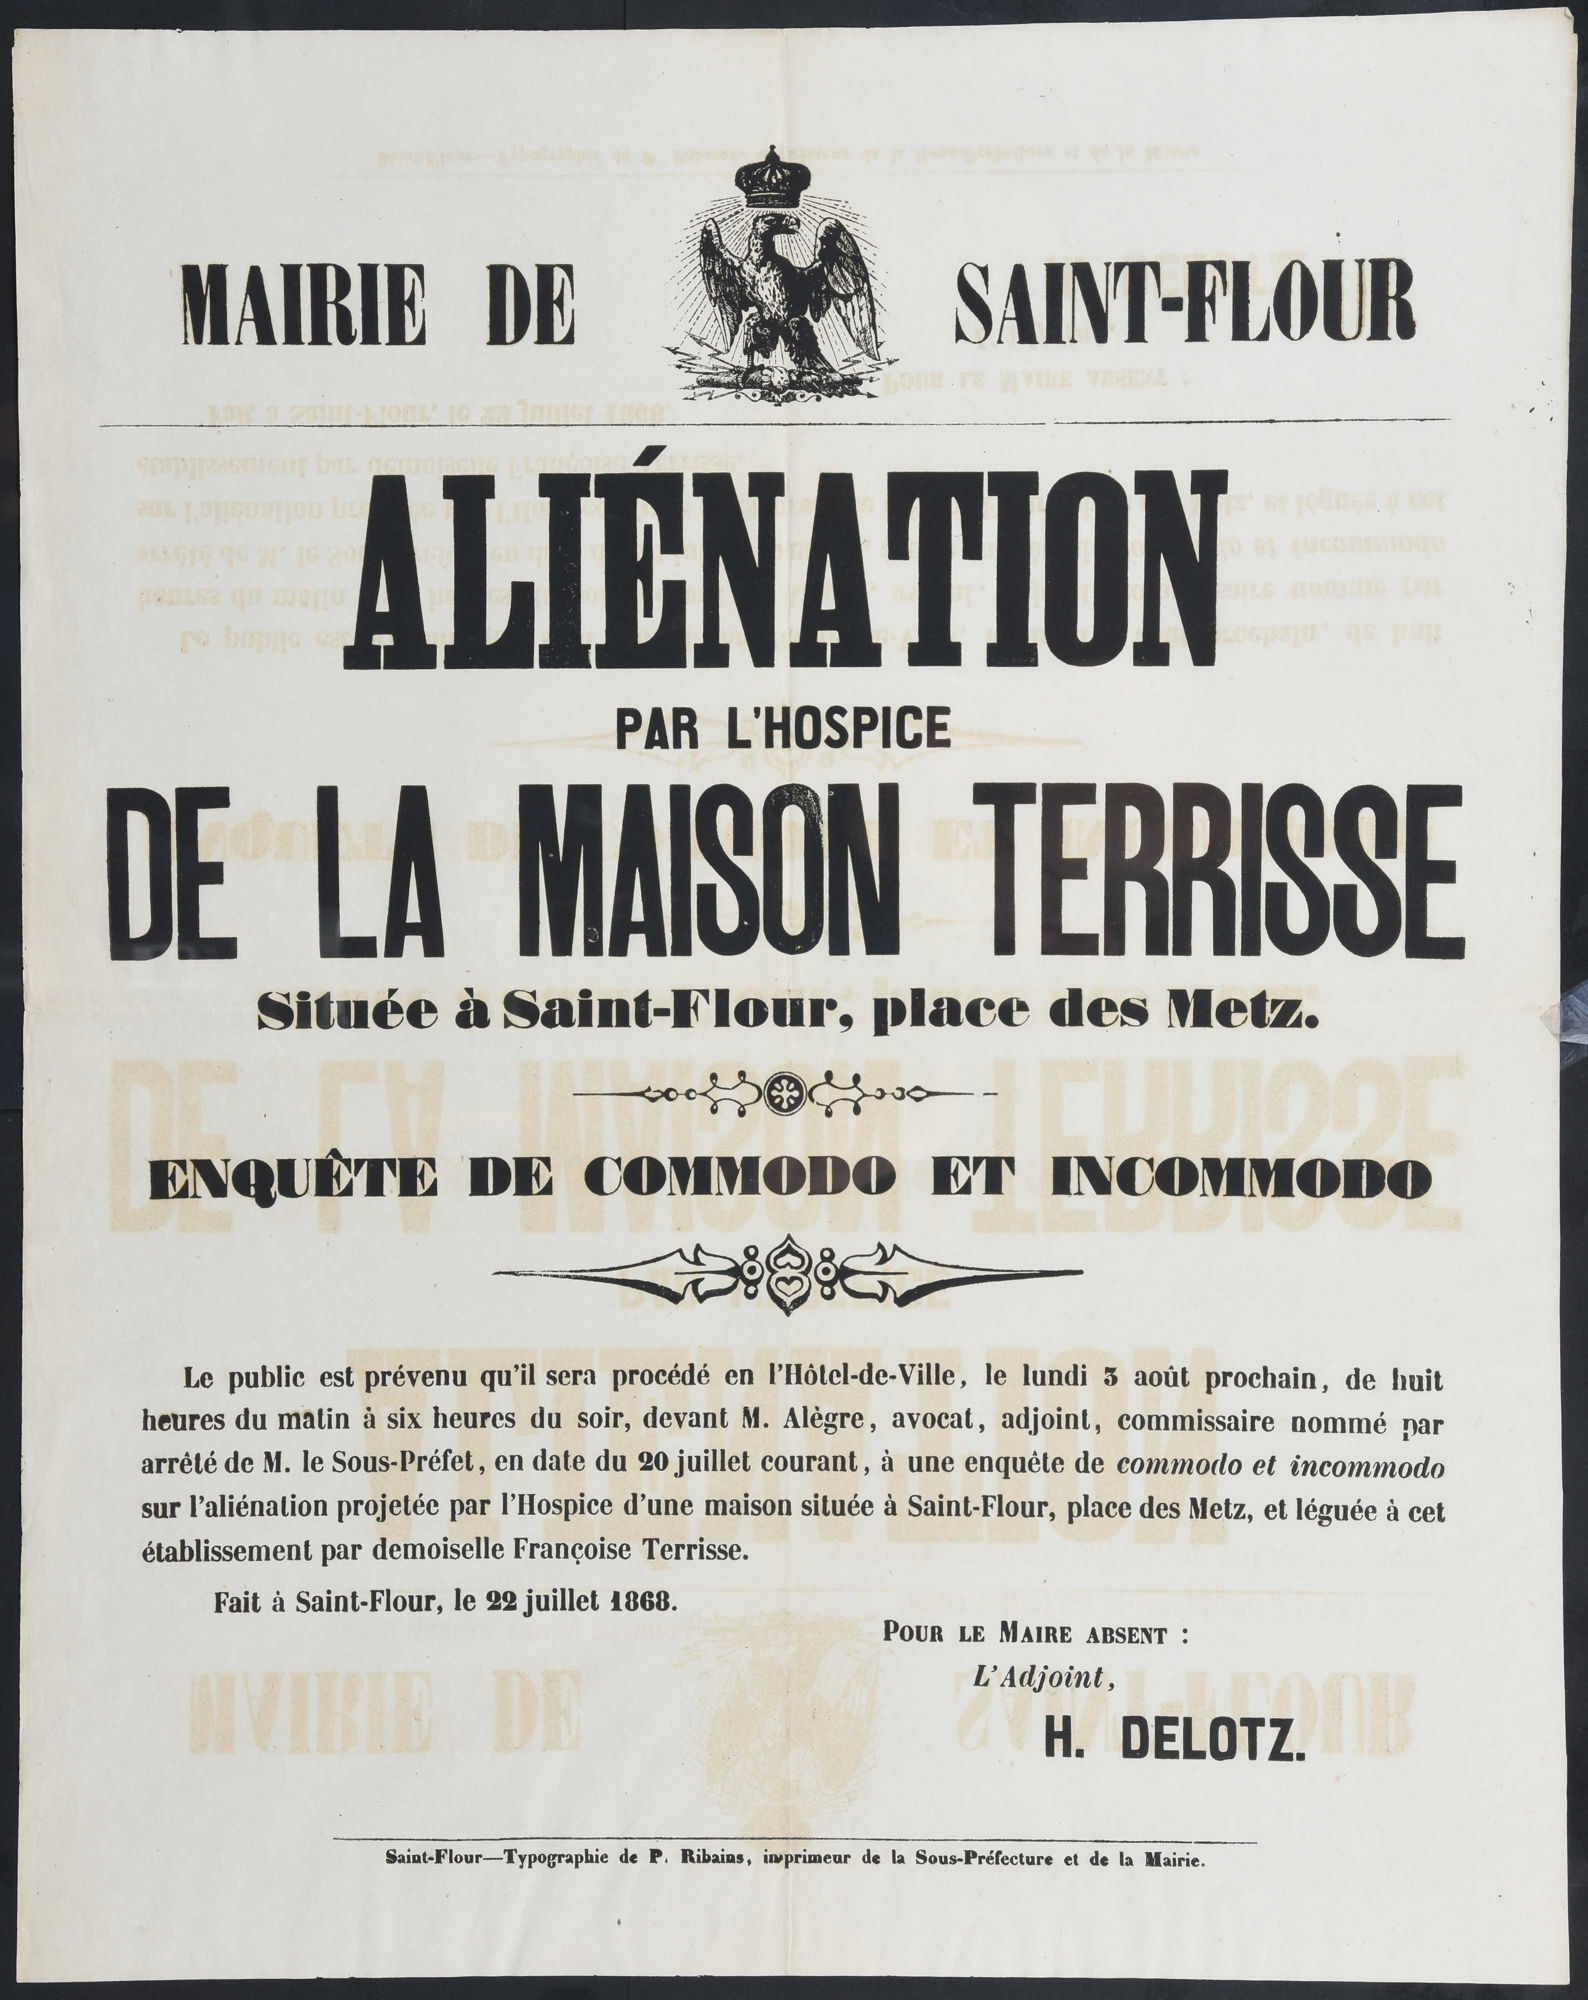 MAIRIE DE SAINT-FLOUR
ALIÉNATION
PAR L'HOSPICE
DE LA MAISON TERRISSE
Située à Saint-Flour, place des Metz.
ENQUÊTE DE COMMODO ET INCOMMODO
Le public est prévenu qu'il sera procédé en l'Hôtel-de-Ville, le lundi 3 août prochain, de huit
heures du matin à six heures du soir, devant M. Alègre, avocat, adjoint, commissaire nommé par
arrêté de M. le Sous-Préfet, en date du 20 juillet courant, à une enquête de commodo et incommodo
sur l'aliénation projetée par l'Hospice d'une maison située à Saint-Flour, place des Metz, et léguée à cet
établissement par demoiselle Françoise Terrisse.
Fait à Saint-Flour, le 22 juillet 1868.
POUR LE MAIRE ABSENT :
L'Adjoint,
H. DELOTZ.
Saint-Flour—Typographie de P. Ribains, imprimeur de la Sous-Préfecture et de la Mairie.